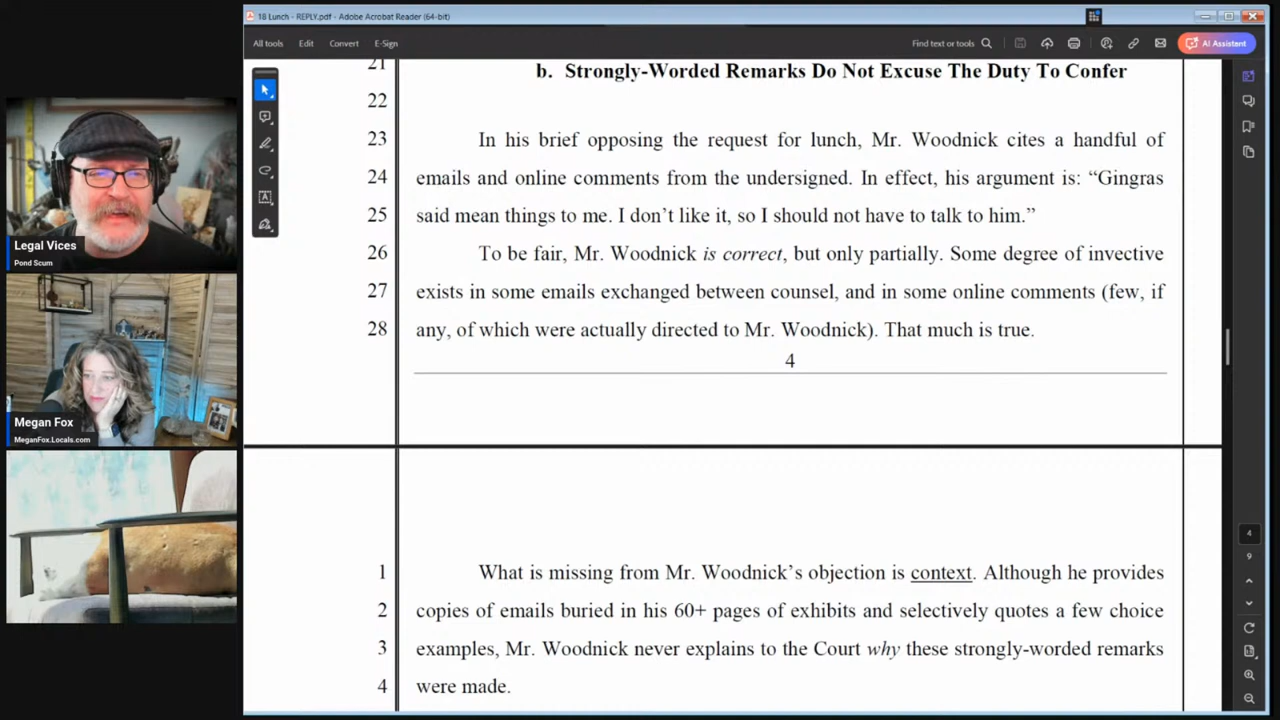 18 Lunch - REPLY.pdf - Adobe Acrobat Reader (64-bit)
All tools Edit Convert E-Sign Find text or tools AI Assistant
21 b. Strongly-Worded Remarks Do Not Excuse The Duty To Confer
22
23 In his brief opposing the request for lunch, Mr. Woodnick cites a handful of
24 emails and online comments from the undersigned. In effect, his argument is: “Gingras
25 said mean things to me. I don’t like it, so I should not have to talk to him.”
26 To be fair, Mr. Woodnick is correct, but only partially. Some degree of invective
27 exists in some emails exchanged between counsel, and in some online comments (few, if
28 any, of which were actually directed to Mr. Woodnick). That much is true.
4
1 What is missing from Mr. Woodnick’s objection is context. Although he provides
2 copies of emails buried in his 60+ pages of exhibits and selectively quotes a few choice
3 examples, Mr. Woodnick never explains to the Court why these strongly-worded remarks
4 were made.
Legal Vices
Pond Scum
Megan Fox
MeganFox.Locals.com
4
9